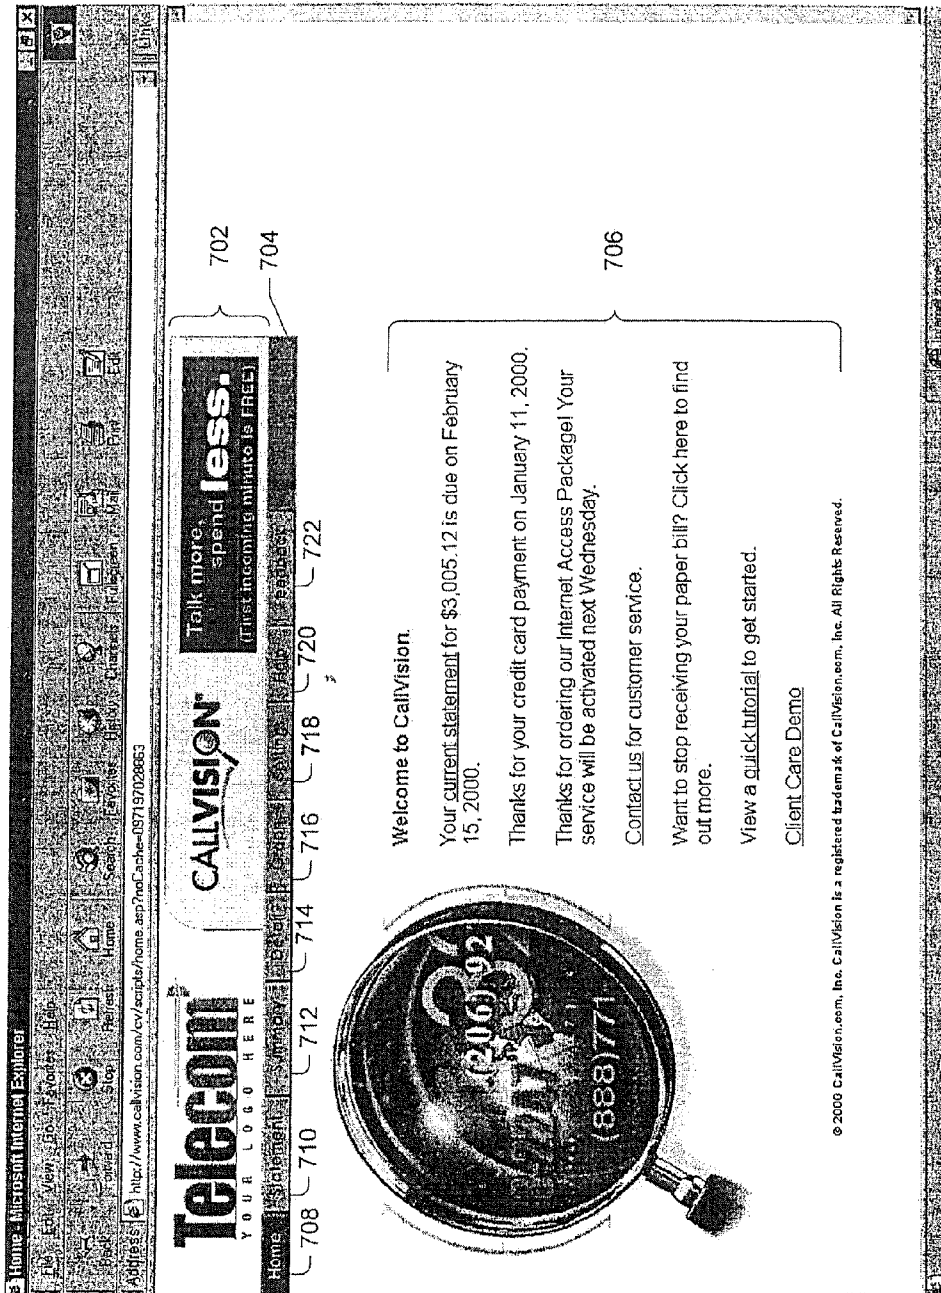 Home - Microsoft Internet Explorer
File Edit View Go Favorites Help
Back Forward Stop Refresh Home Search Favorites History Channels Fullscreen Mail Print Edit
Address http://www.callvision.com/cv/scripts/home.asp?noCache=09719702B663
Telecom
YOUR LOGO HERE
CALLVISION
Talk more,
spend less.
(First incoming minute is FREE)
702
704
Home Statement Details Graphs Settings Help Feedback
708 710 712 714 716 718 720 722
(206) 92
(888)771
Welcome to CallVision.
Your current statement for $3,005.12 is due on February
15, 2000.
Thanks for your credit card payment on January 11, 2000.
Thanks for ordering our Internet Access Package! Your
service will be activated next Wednesday.
Contact us for customer service.
Want to stop receiving your paper bill? Click here to find
out more.
View a quick tutorial to get started.
Client Care Demo
706
© 2000 CallVision.com, Inc. CallVision is a registered trademark of CallVision.com, Inc. All Rights Reserved.